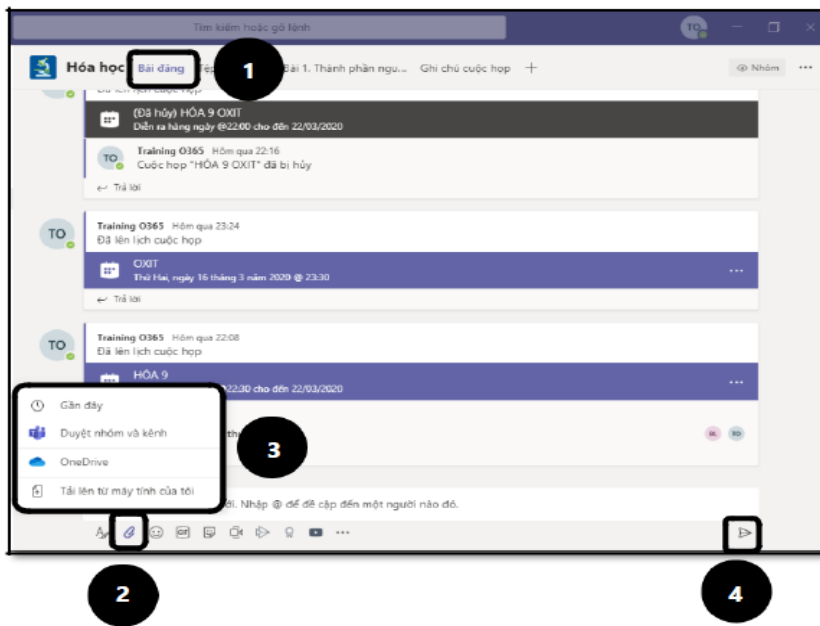 Tìm kiếm hoặc gõ lệnh
TO
Hóa học Bài đăng 1 Bài 1. Thành phần ngu... Ghi chú cuộc họp + Nhóm ...
(Đã hủy) HÓA 9 OXIT
Diễn ra hàng ngày @22:00 cho đến 22/03/2020
TO Training O365 Hôm qua 22:16
Cuộc họp "HÓA 9 OXIT" đã bị hủy
Trả lời
TO Training O365 Hôm qua 23:24
Đã lên lịch cuộc họp
OXIT
Thứ Hai, ngày 16 tháng 3 năm 2020 @ 23:30
Trả lời
TO Training O365 Hôm qua 22:08
Đã lên lịch cuộc họp
HÓA 9
@22:30 cho đến 22/03/2020
Gần đây
Duyệt nhóm và kênh
3
TO
OneDrive
Tải lên từ máy tính của tôi
Nhập @ để đề cập đến một người nào đó.
GIF
2
4